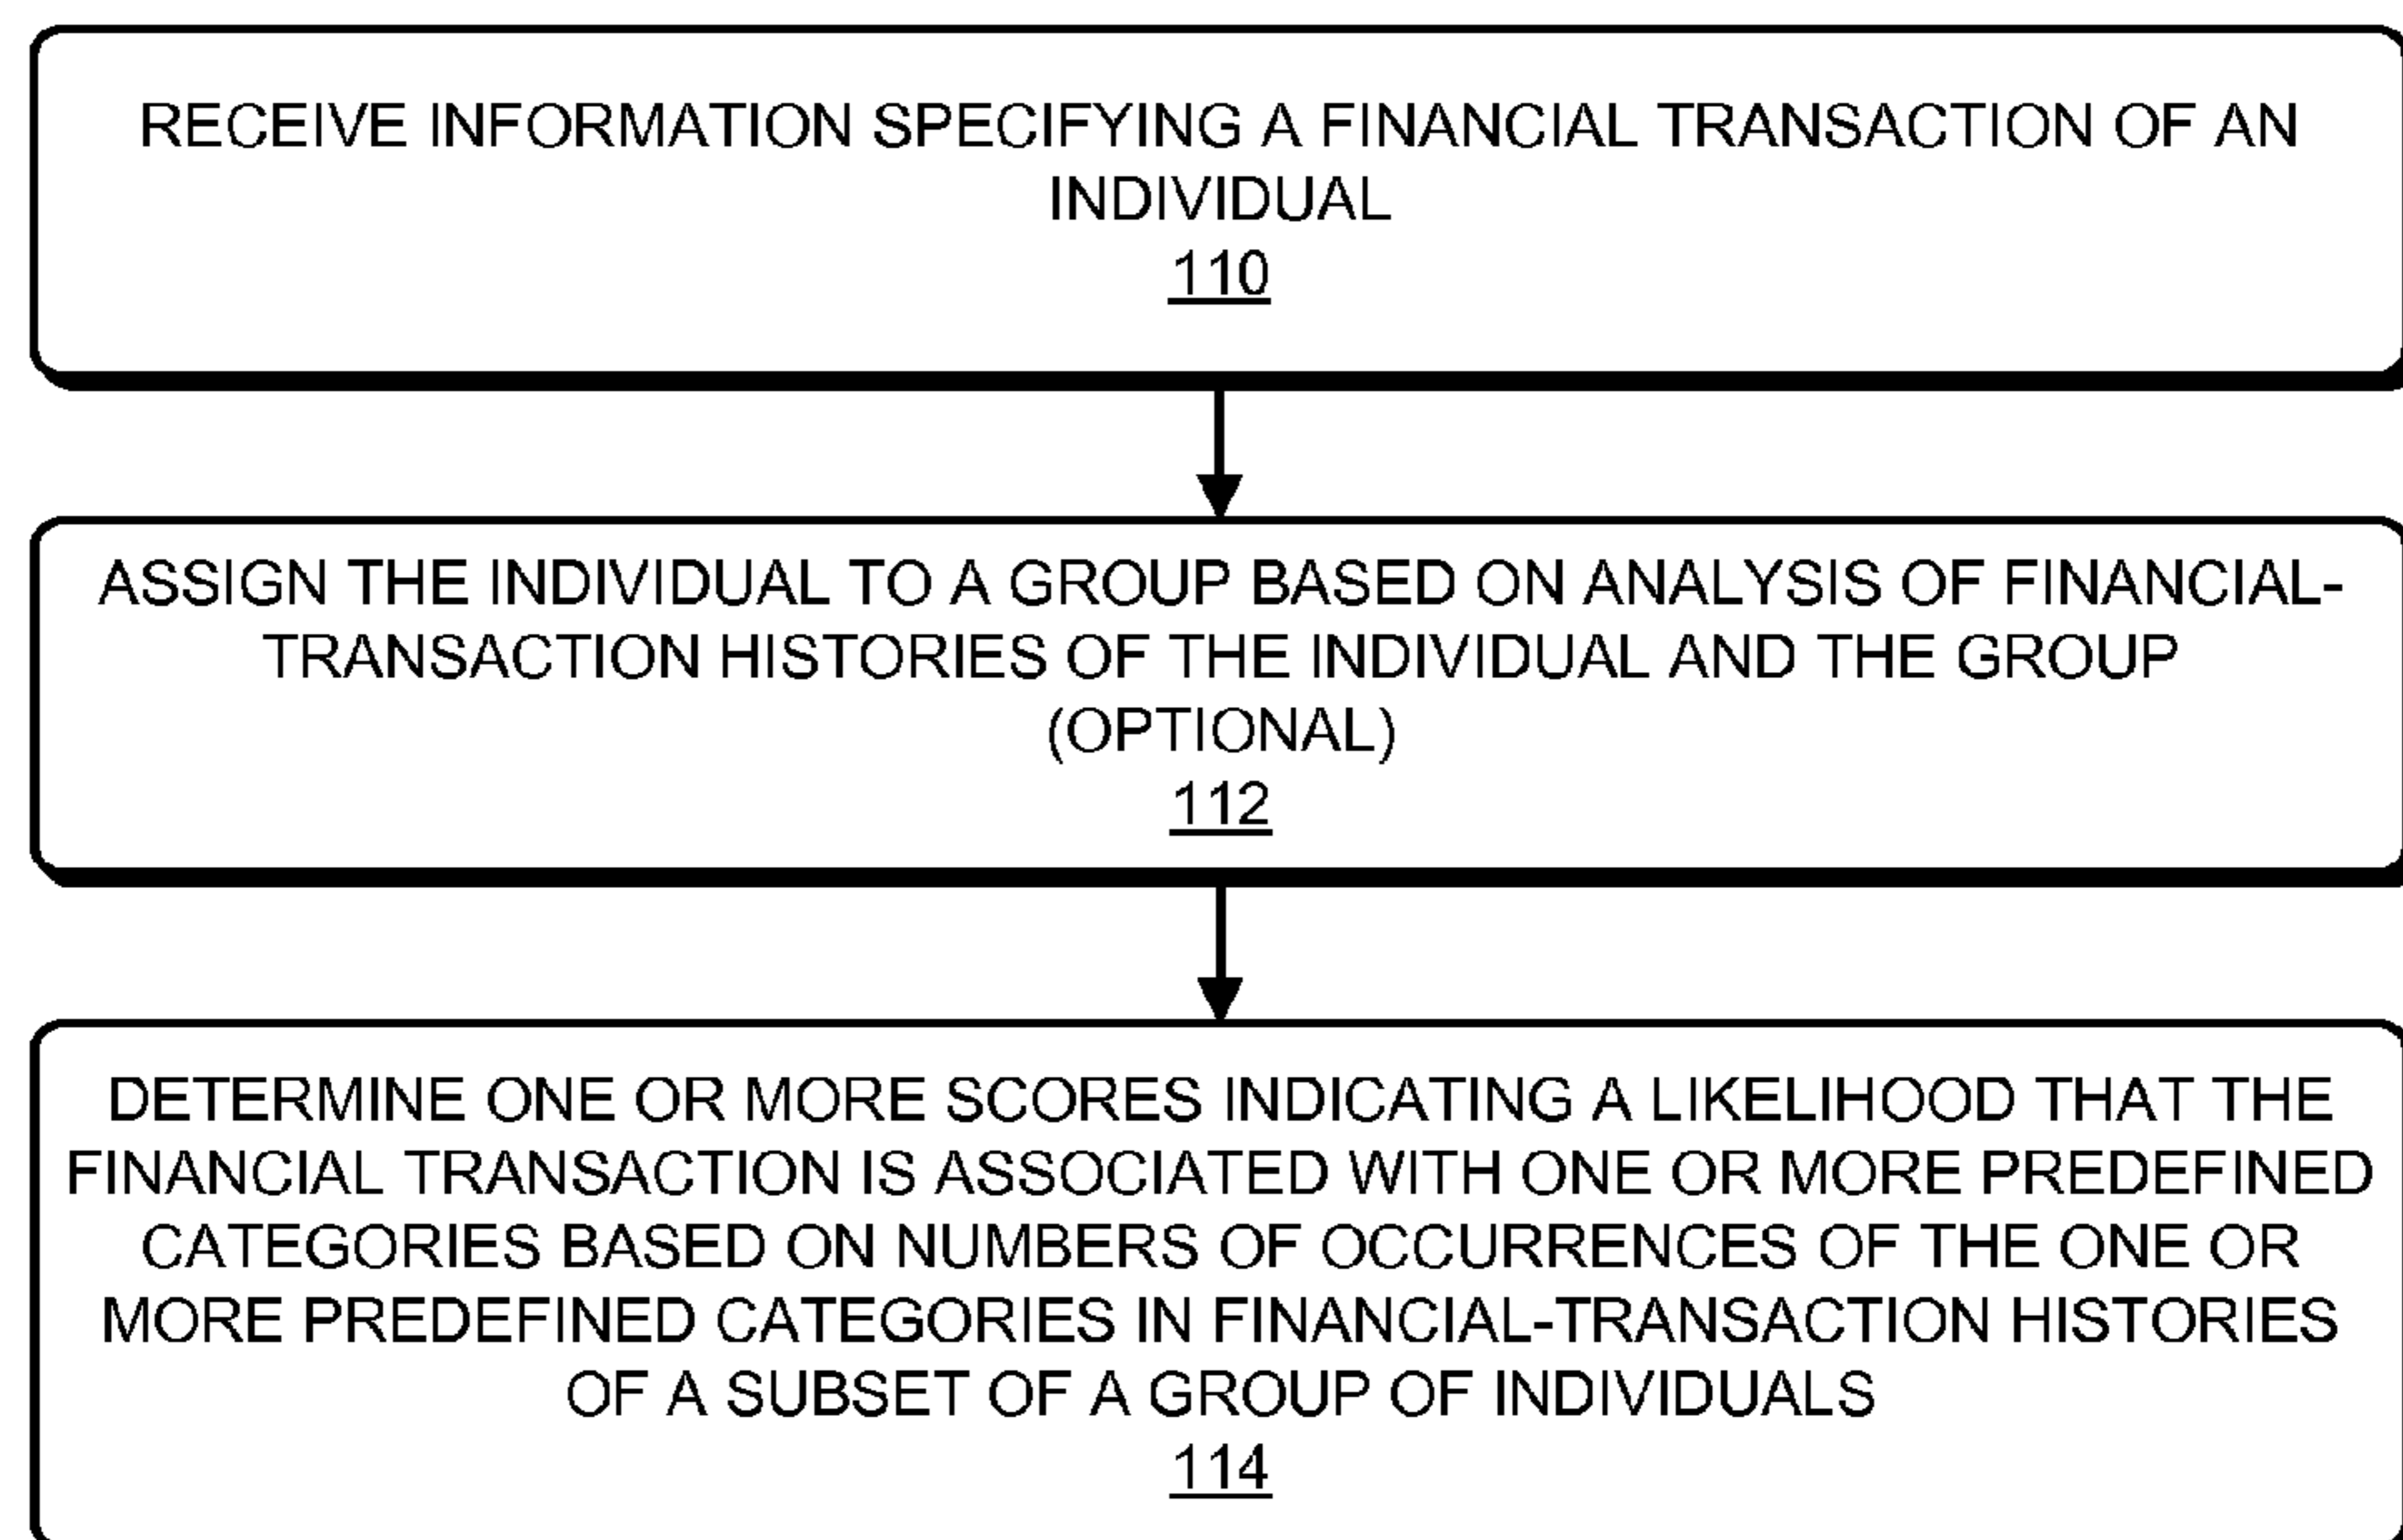 RECEIVE INFORMATION SPECIFYING A FINANCIAL TRANSACTION OF AN
INDIVIDUAL
110
ASSIGN THE INDIVIDUAL TO A GROUP BASED ON ANALYSIS OF FINANCIAL-
TRANSACTION HISTORIES OF THE INDIVIDUAL AND THE GROUP
(OPTIONAL)
112
DETERMINE ONE OR MORE SCORES INDICATING A LIKELIHOOD THAT THE
FINANCIAL TRANSACTION IS ASSOCIATED WITH ONE OR MORE PREDEFINED
CATEGORIES BASED ON NUMBERS OF OCCURRENCES OF THE ONE OR
MORE PREDEFINED CATEGORIES IN FINANCIAL-TRANSACTION HISTORIES
OF A SUBSET OF A GROUP OF INDIVIDUALS
114